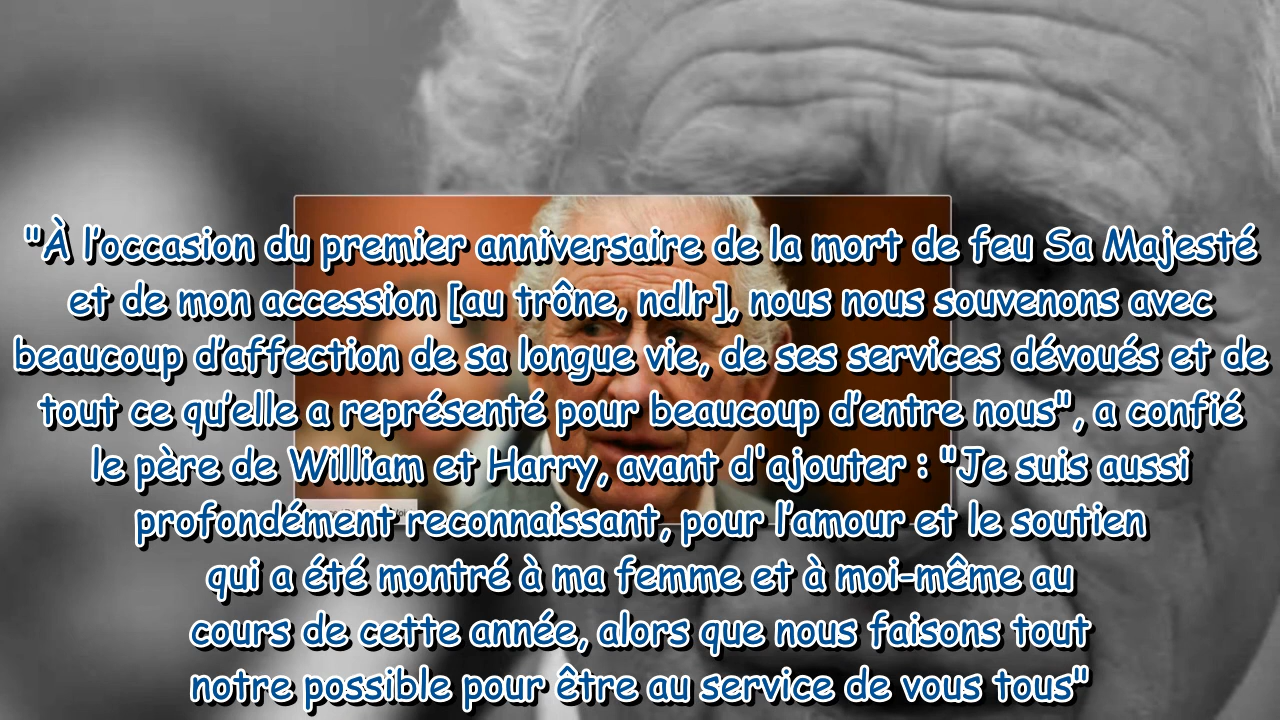 "À l’occasion du premier anniversaire de la mort de feu Sa Majesté
et de mon accession [au trône, ndlr], nous nous souvenons avec
beaucoup d’affection de sa longue vie, de ses services dévoués et de
tout ce qu’elle a représenté pour beaucoup d’entre nous", a confié
le père de William et Harry, avant d'ajouter : "Je suis aussi
profondément reconnaissant, pour l’amour et le soutien
qui a été montré à ma femme et à moi-même au
cours de cette année, alors que nous faisons tout
notre possible pour être au service de vous tous"